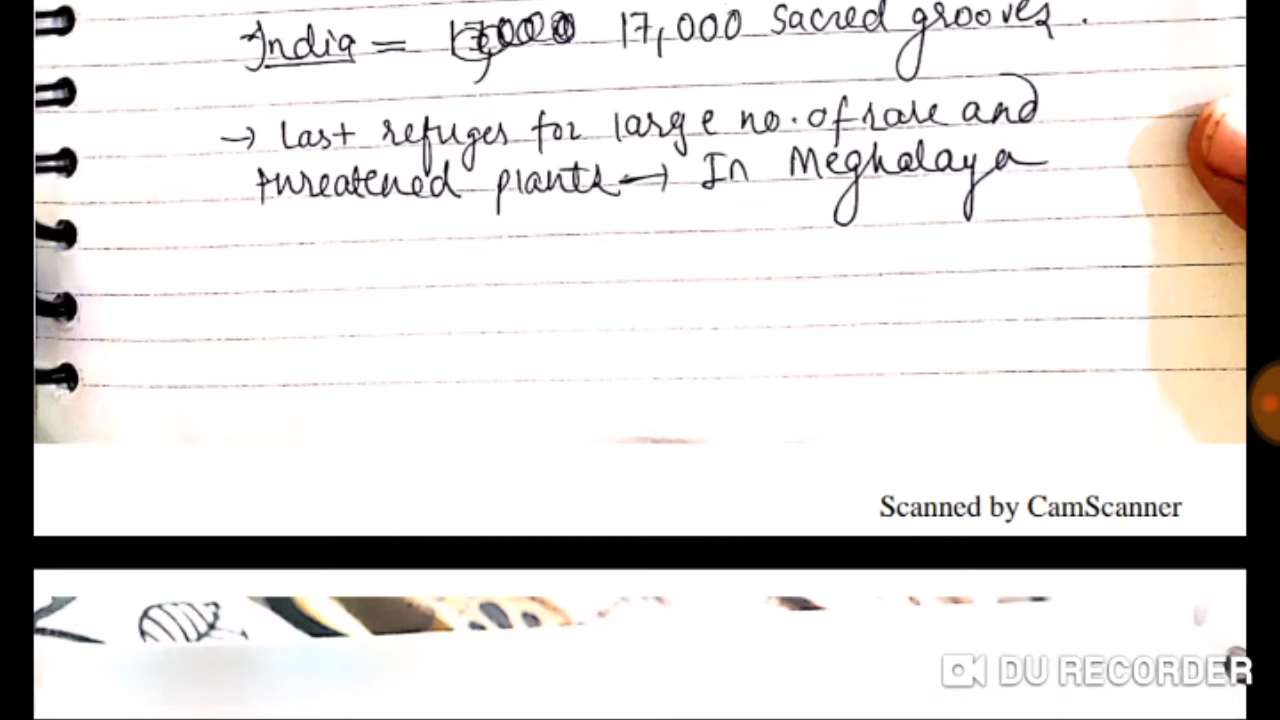 India = 17,000 sacred grooves.
→ Last refuges for large no. of rare and
threatened plants → In Meghalaya
Scanned by CamScanner
DU RECORDER